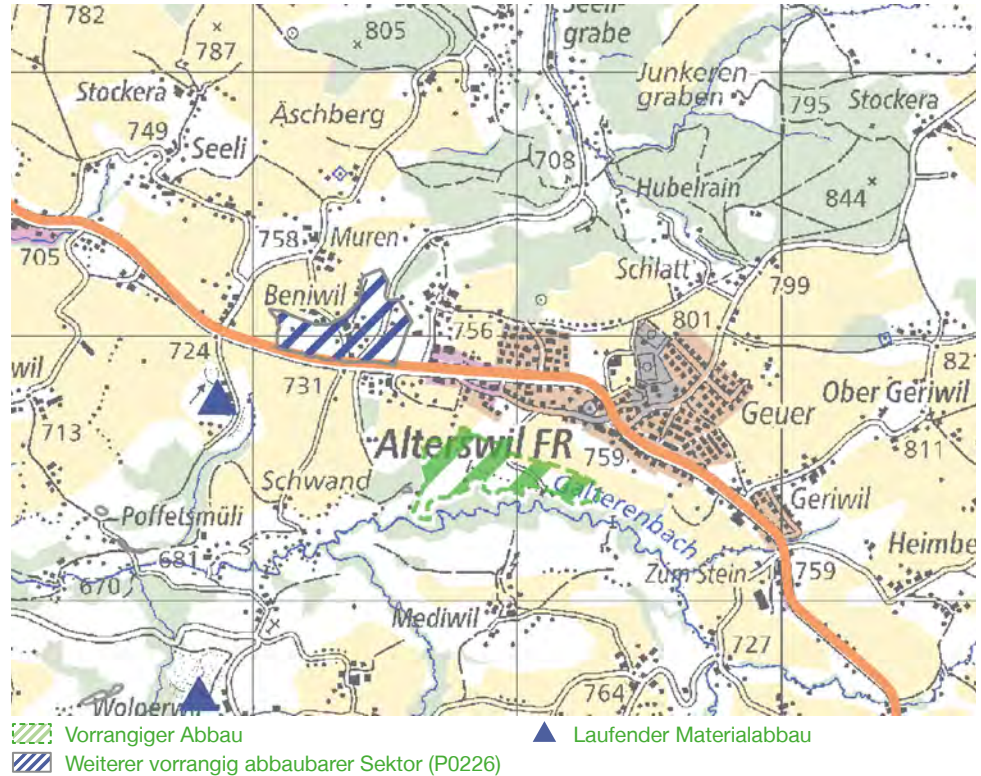 782
787
805
Seeli-
grabe
Stockera
Junkeren-
graben
795
Stockera
Äschberg
749
Seeli
708
Hubelrain
844
758
Muren
705
Schlatt
799
Beniwil
756
801
724
731
821
wil
Ober Geriwil
Geuer
713
Alterswil FR
759
811
Schwand
Galterenbach
Geriwil
Poffetsmüli
681
Heimbe
670
Zum Stein
759
Mediwil
727
764
Wolperwil
Vorrangiger Abbau
Laufender Materialabbau
Weiterer vorrangig abbaubarer Sektor (P0226)